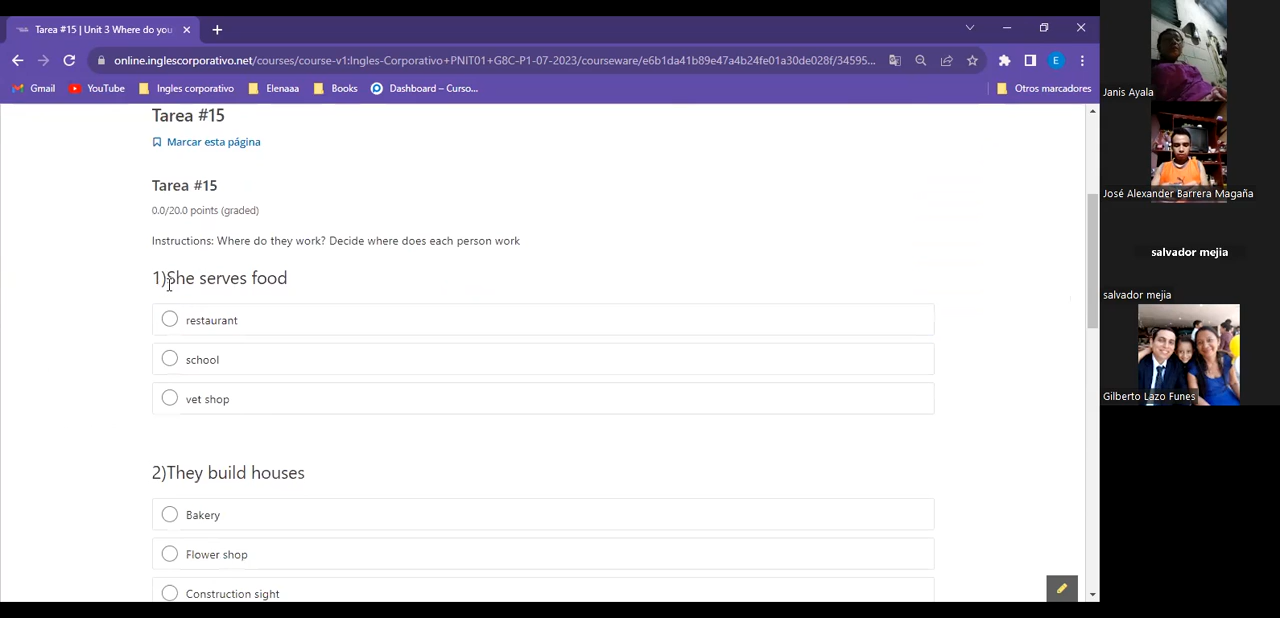 Tarea #15 | Unit 3 Where do you
online.inglescorporativo.net/courses/course-v1:Ingles-Corporativo+PNIT01+G8C-P1-07-2023/courseware/e6b1da41b89e47a4b24fe01a30de028f/34595...
Gmail YouTube Ingles corporativo Elenaaa Books Dashboard – Curso... Otros marcadores
Tarea #15
Marcar esta página
Tarea #15
0.0/20.0 points (graded)
Instructions: Where do they work? Decide where does each person work
1)She serves food
restaurant
school
vet shop
2)They build houses
Bakery
Flower shop
Construction sight
E
Janis Ayala
José Alexander Barrera Magaña
salvador mejia
salvador mejia
Gilberto Lazo Funes